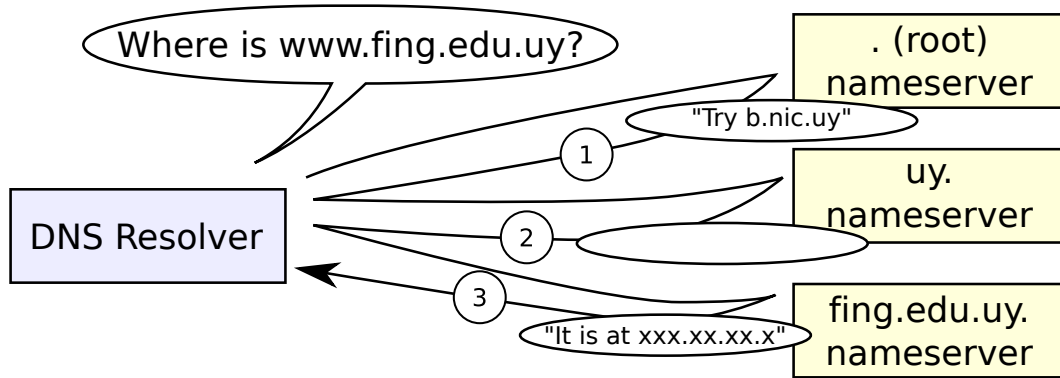 Where is www.fing.edu.uy?
. (root)
nameserver
"Try b.nic.uy"
1
uy.
nameserver
DNS Resolver
2
3
fing.edu.uy.
nameserver
"It is at xxx.xx.xx.x"